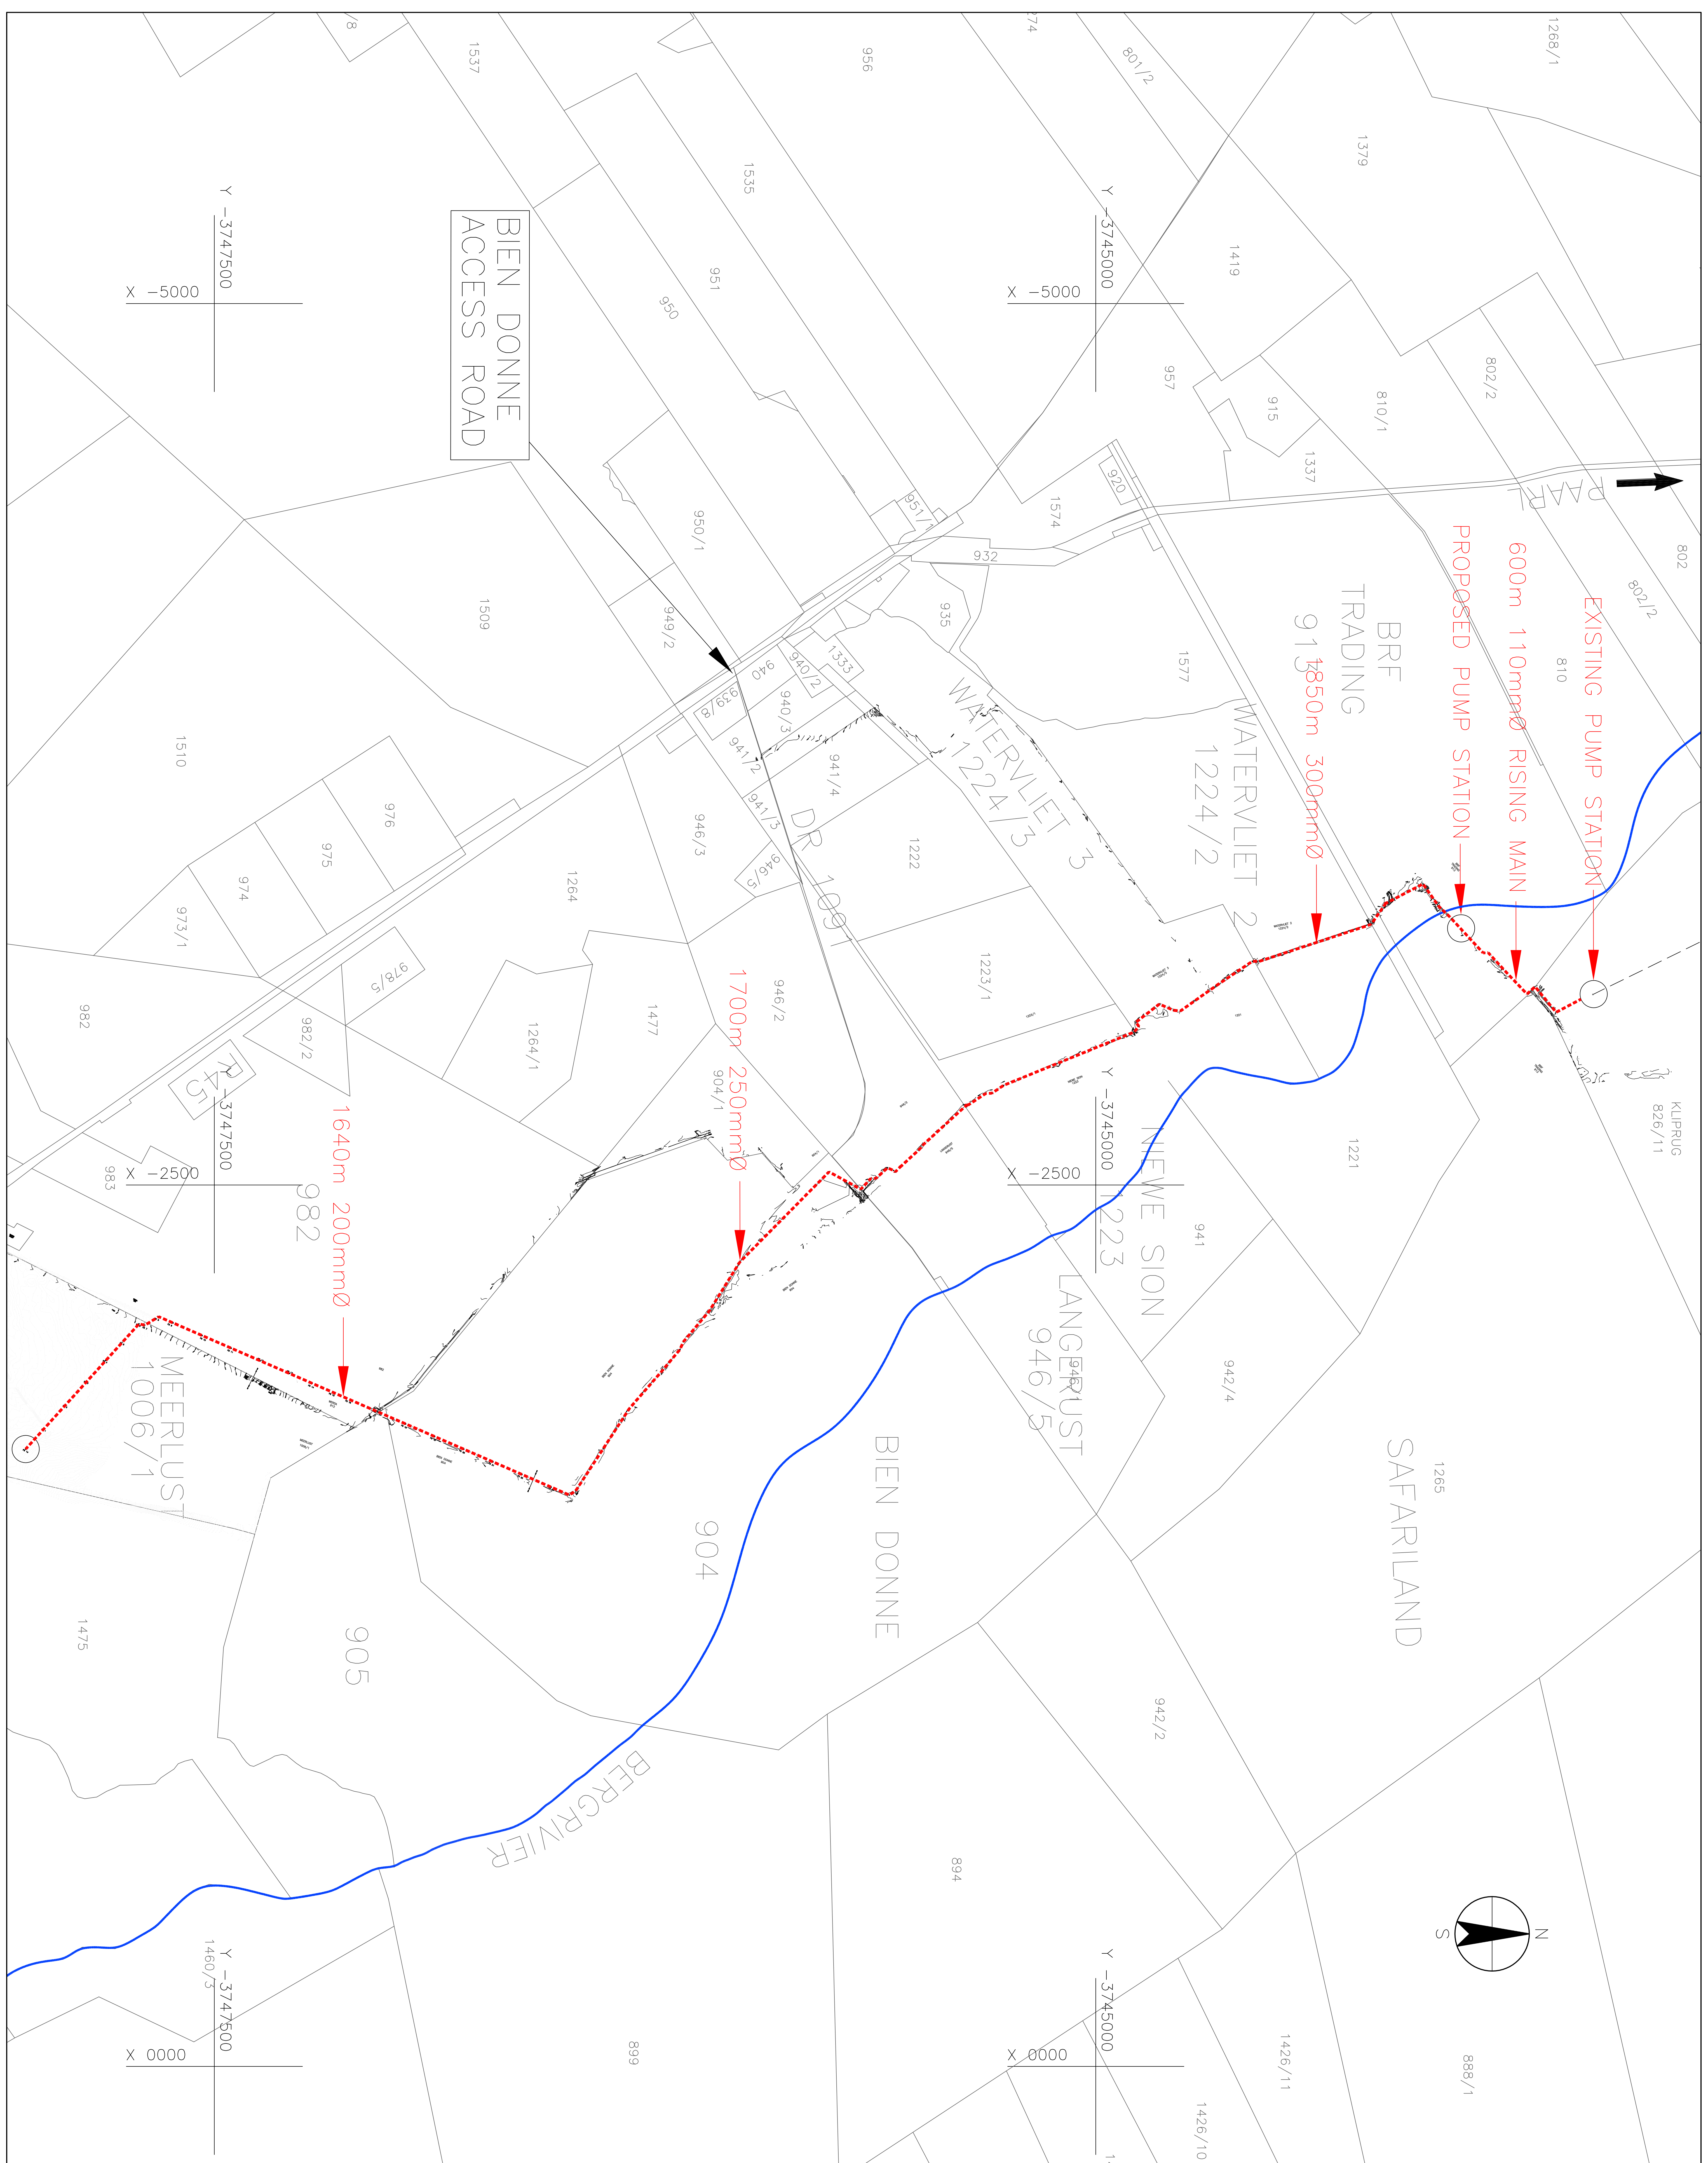 EXISTING PUMP STATION
600m 110mmØ RISING MAIN
PROPOSED PUMP STATION
1850m 300mmØ
1700m 250mmØ
1640m 200mmØ
BIEN DONNE
ACCESS ROAD
PAARL
BRF
TRADING
913
WATERVLIET 2
1224/2
WATERVLIET 3
1224/3
NIEWE SION
1223
LANGERUST
946/5
BIEN DONNE
904
SAFARILAND
1265
KLIPRUG
826/11
MEERLUST
1006/1
BERGRIVIER
DR 1091
R45
N
S
Y -3747500
X -5000
Y -3745000
X -5000
Y -3747500
X -2500
Y -3745000
X -2500
Y -3747500
X 0000
Y -3745000
X 0000
1268/1
801/2
956
1537
1379
1535
1419
951
950
957
915
810/1
802/2
1337
802
802/2
810
920
1574
951/1
932
950/1
935
1509
949/2
1577
1333
940/2
940
940/3
939/8
941/2
941/4
941/3
946/3
946/5
1222
1510
976
975
974
973/1
1264
978/5
982
982/2
1264/1
1477
946/2
904/1
1223/1
983
982
1221
941
946/1
942/4
905
1475
942/2
894
1460/3
899
1426/11
1426/10
888/1